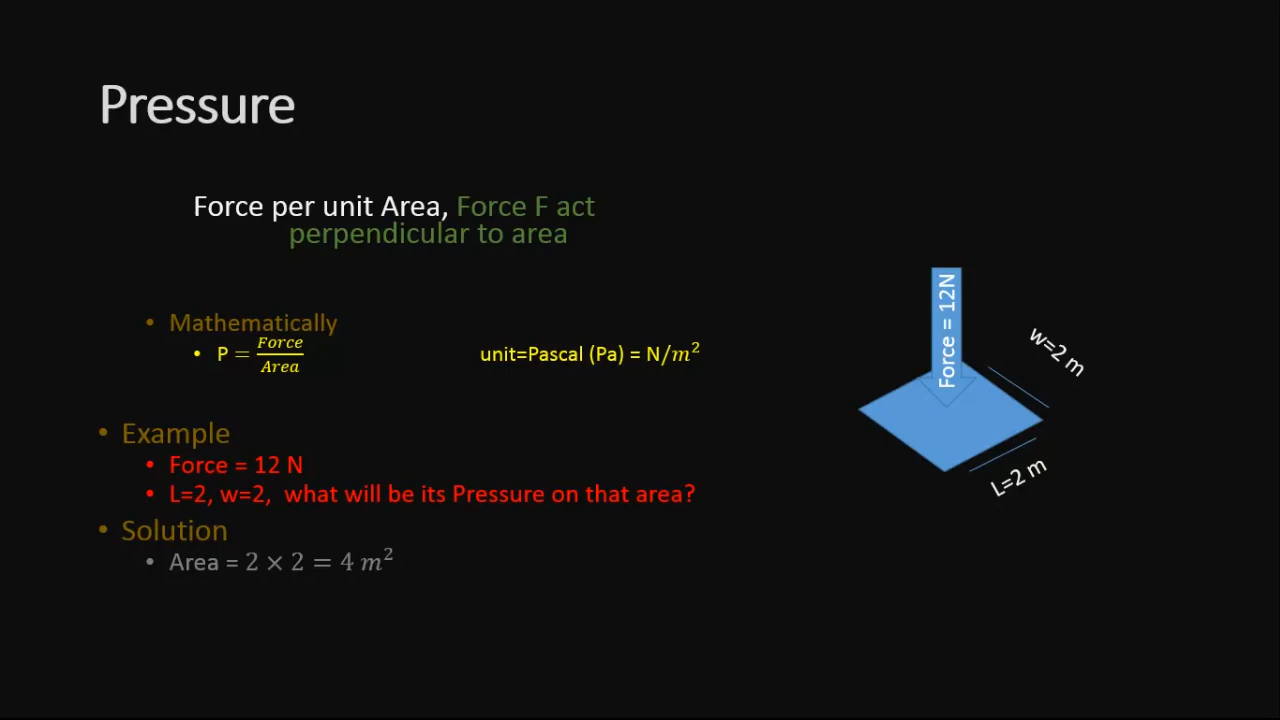 Pressure
Force per unit Area, Force F act
perpendicular to area
• Mathematically
• P = Force/Area unit=Pascal (Pa) = N/m²
• Example
• Force = 12 N
• L=2, w=2, what will be its Pressure on that area?
• Solution
• Area = 2 × 2 = 4 m²
Force = 12N
w=2 m
L=2 m